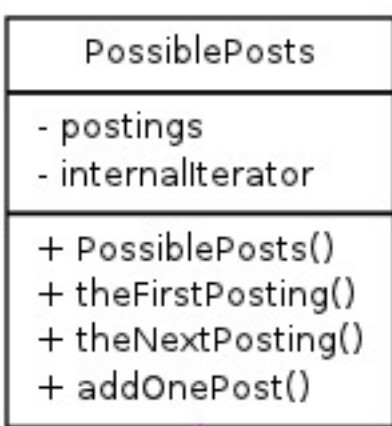 PossiblePosts
- postings
- internalIterator
+ PossiblePosts()
+ theFirstPosting()
+ theNextPosting()
+ addOnePost()